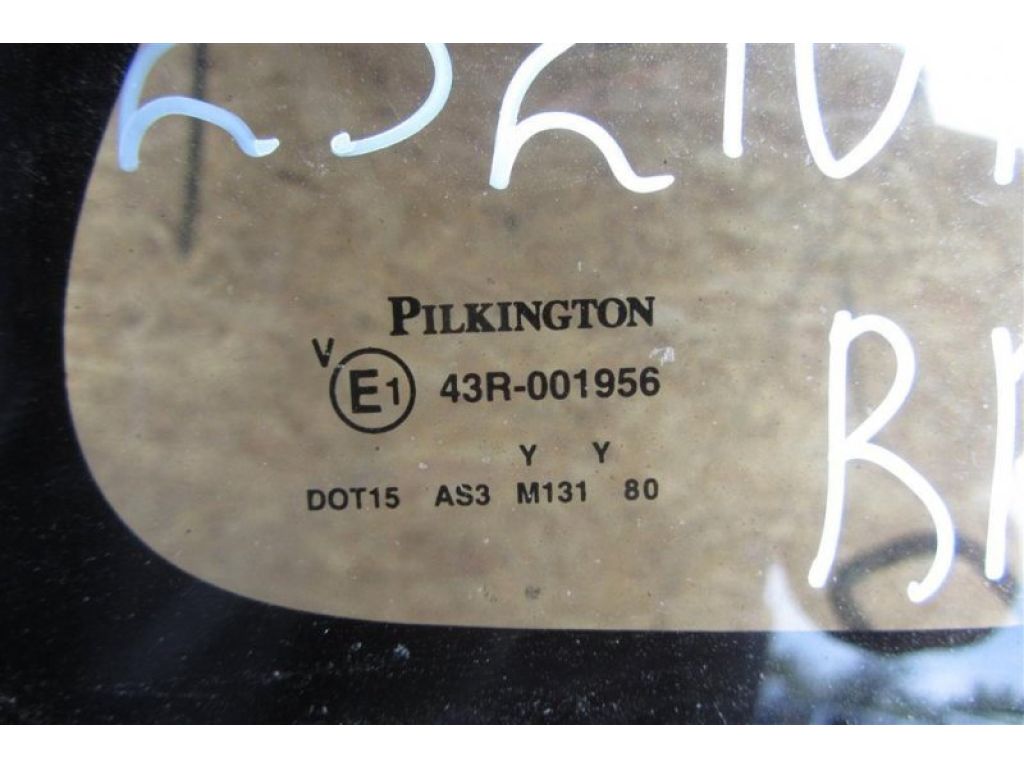 PILKINGTON
V
E1 43R-001956
Y Y
DOT15 AS3 M131 80